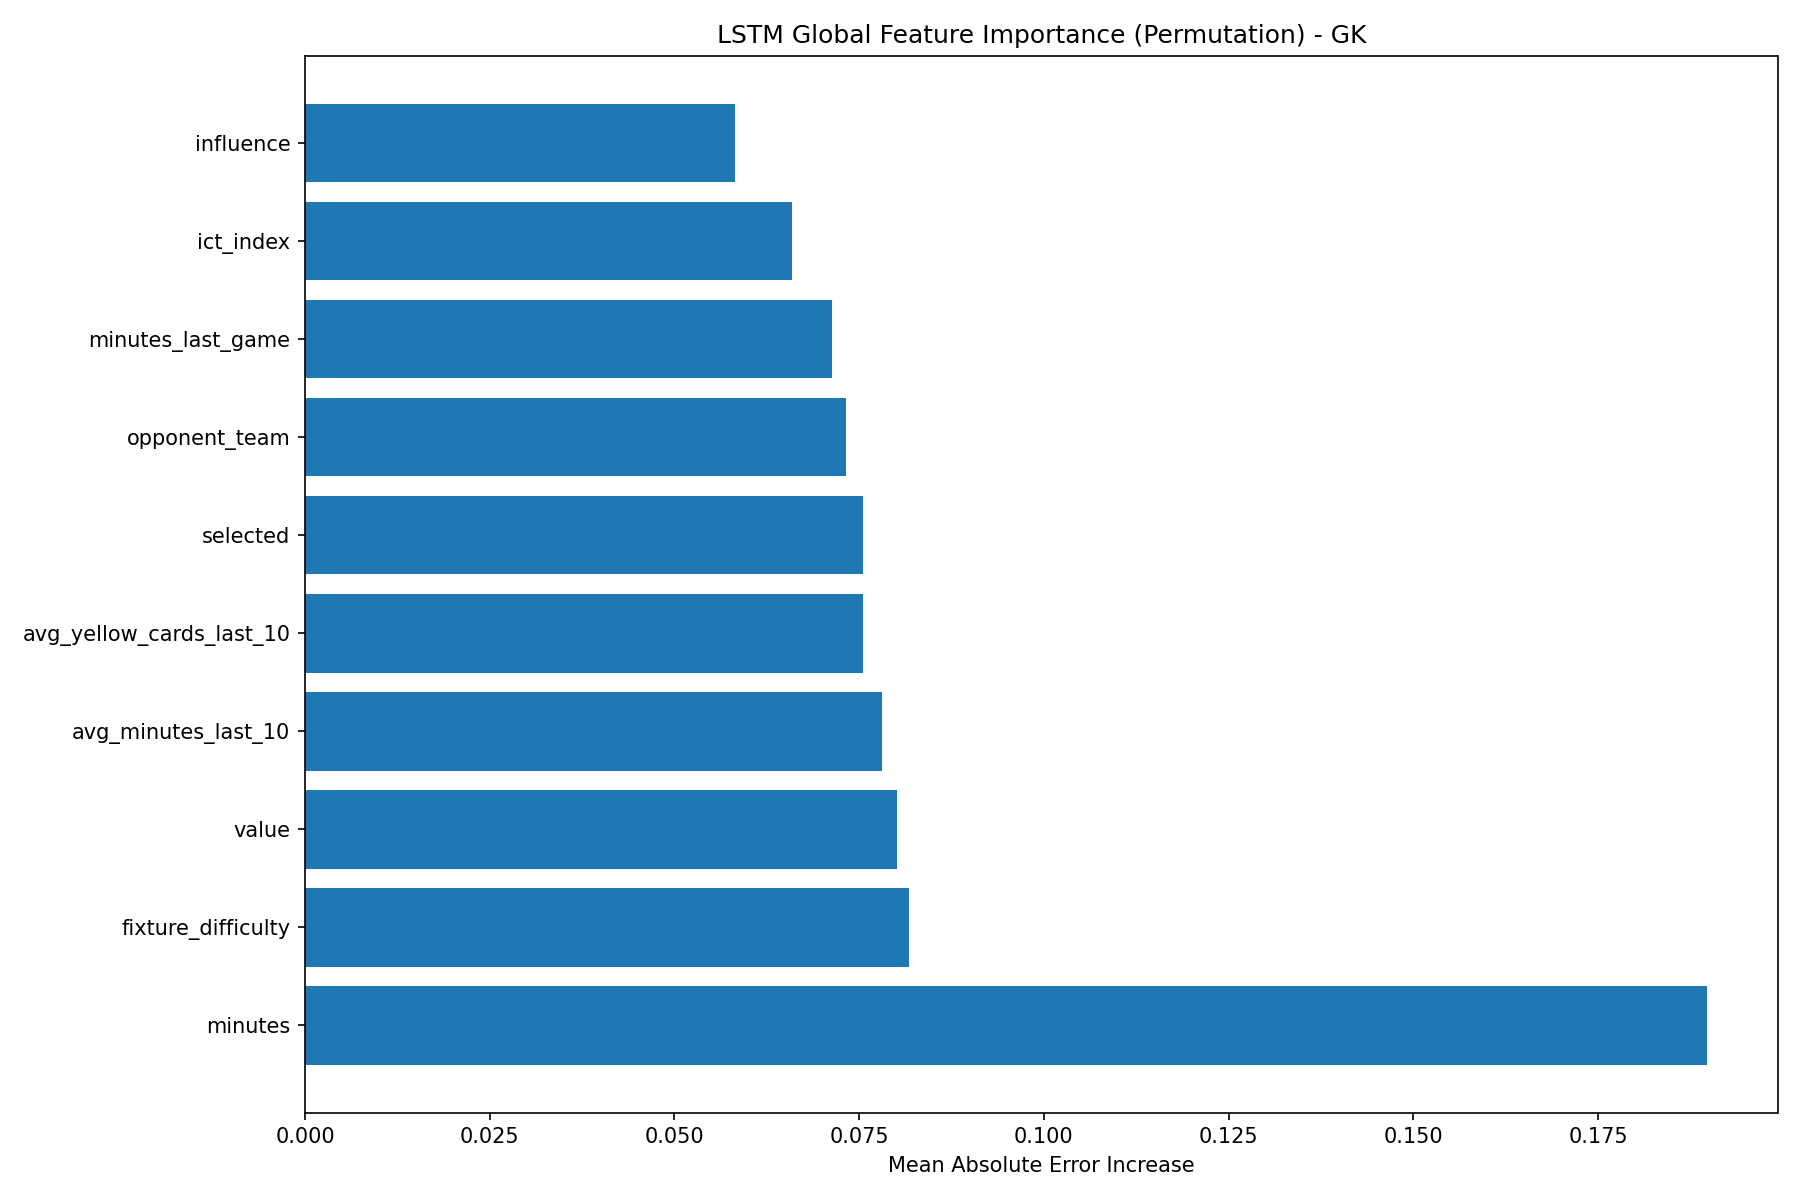 LSTM Global Feature Importance (Permutation) - GK
influence
ict_index
minutes_last_game
opponent_team
selected
avg_yellow_cards_last_10
avg_minutes_last_10
value
fixture_difficulty
minutes
0.000 0.025 0.050 0.075 0.100 0.125 0.150 0.175
Mean Absolute Error Increase